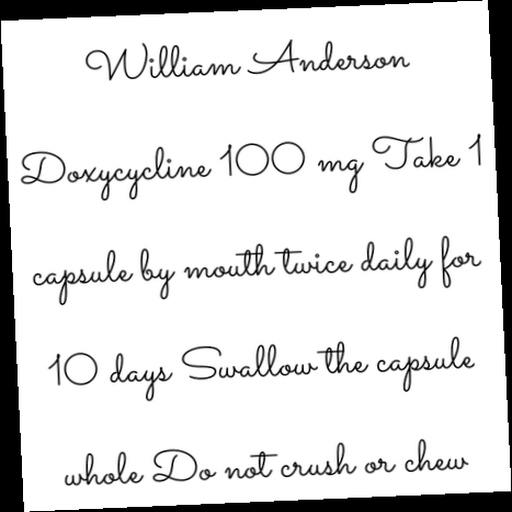 William Anderson
Doxycycline 100 mg Take 1
capsule by mouth twice daily for
10 days Swallow the capsule
whole Do not crush or chew